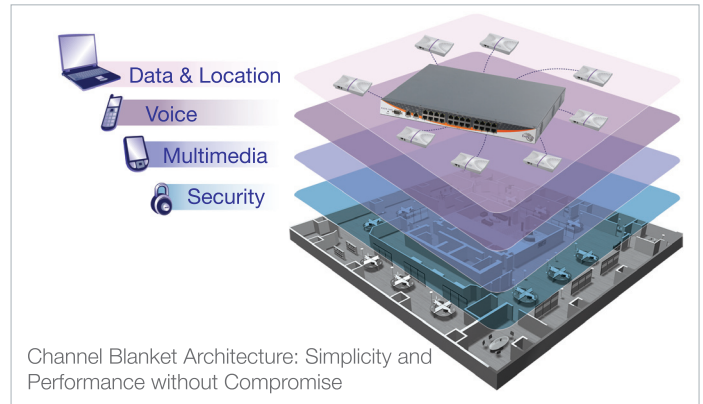 Data & Location
Voice
Multimedia
Security
Channel Blanket Architecture: Simplicity and
Performance without Compromise